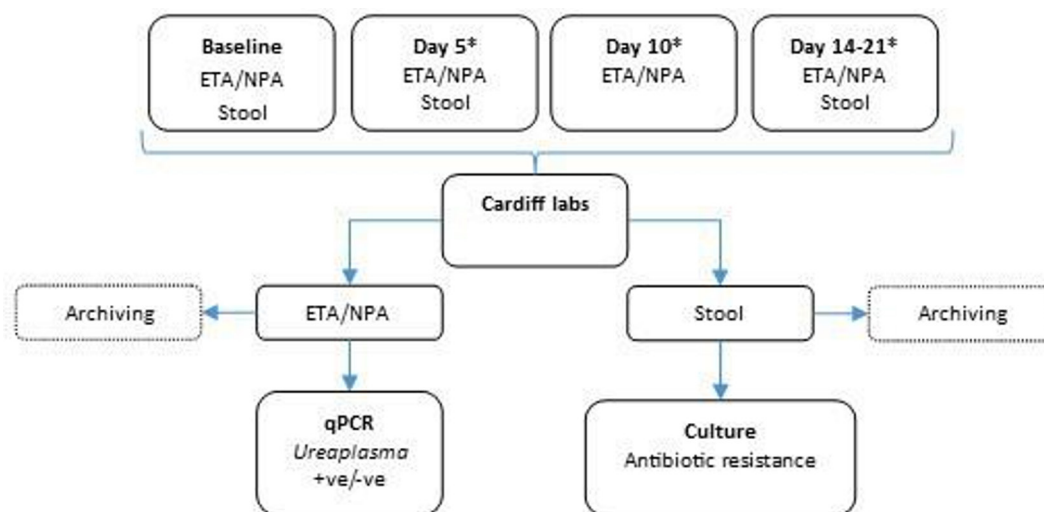 Baseline
ETA/NPA
Stool
Day 5*
ETA/NPA
Stool
Day 10*
ETA/NPA
Day 14-21*
ETA/NPA
Stool
Cardiff labs
Archiving
ETA/NPA
Stool
Archiving
qPCR
Ureaplasma
+ve/-ve
Culture
Antibiotic resistance